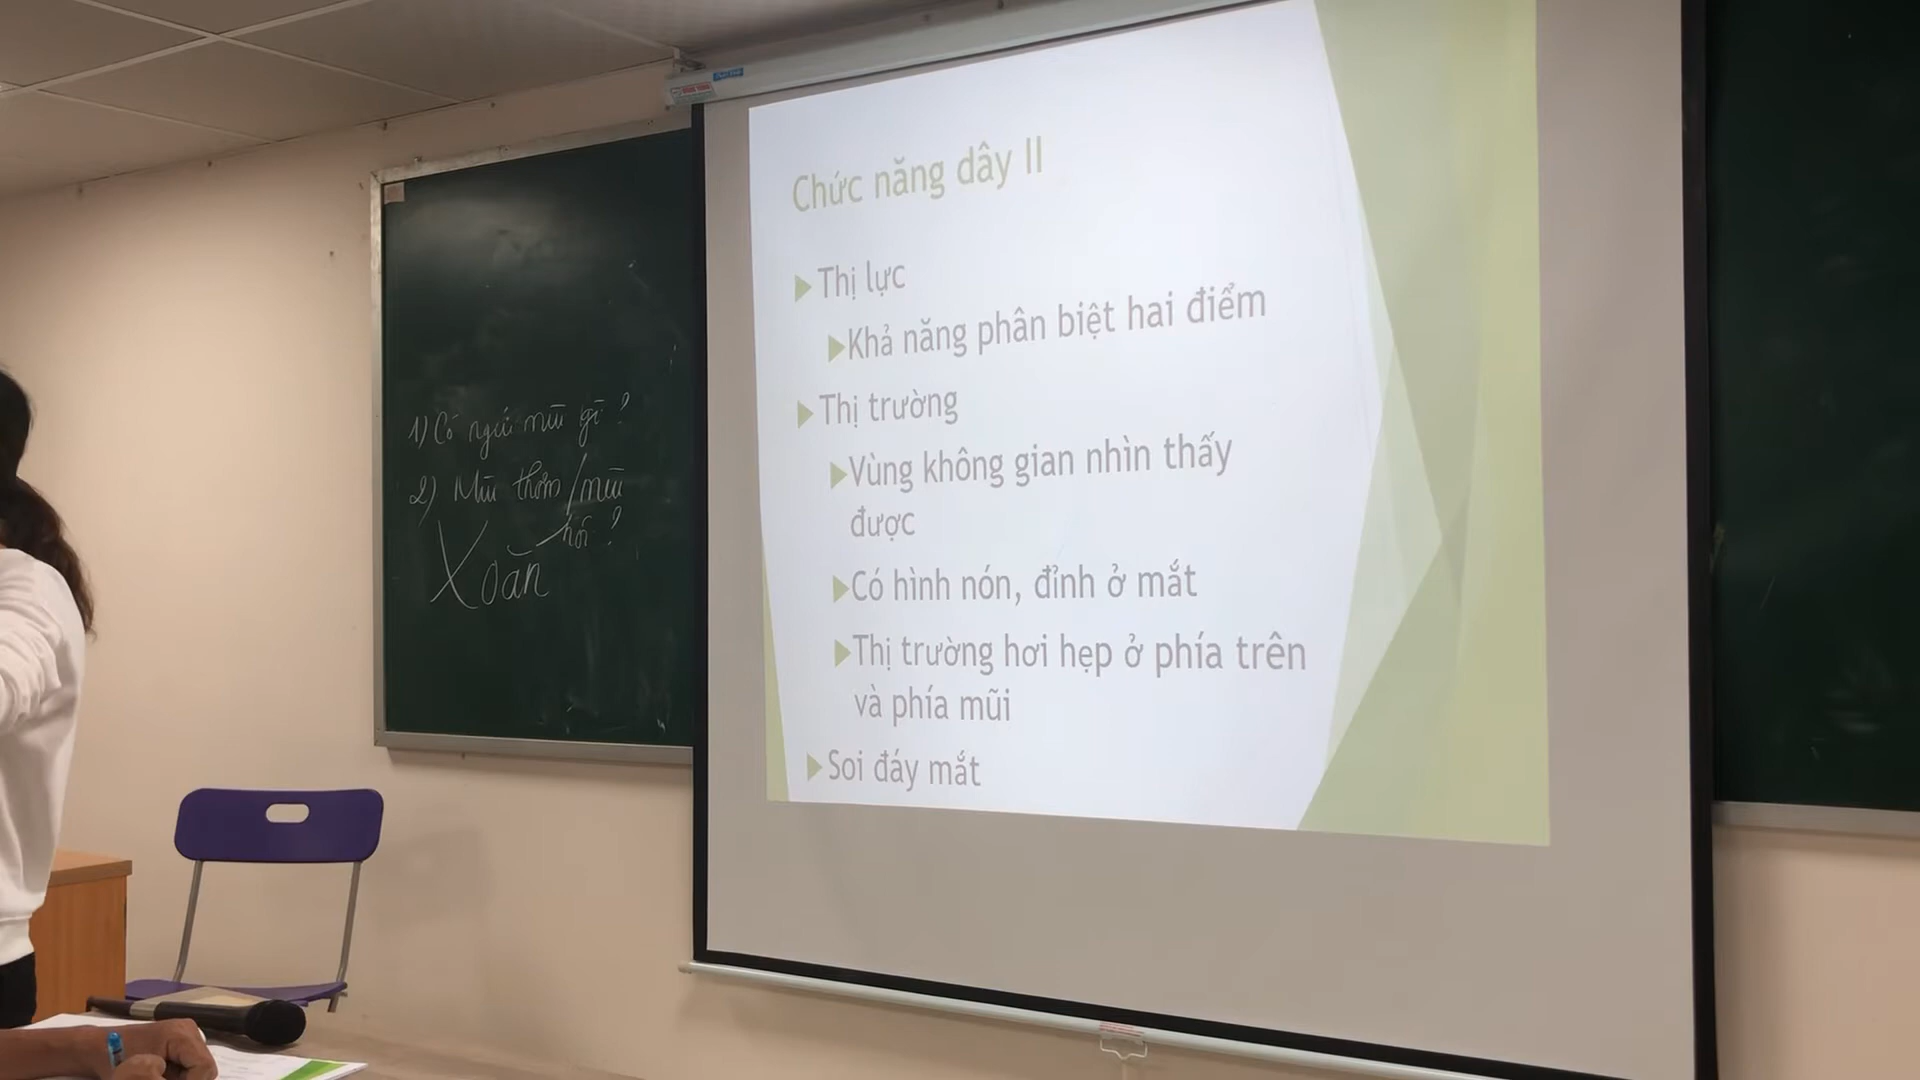 Chức năng dây II
Thị lực
Khả năng phân biệt hai điểm
Thị trường
Vùng không gian nhìn thấy
được
Có hình nón, đỉnh ở mắt
Thị trường hơi hẹp ở phía trên
và phía mũi
Soi đáy mắt
1) Có ngửi mùi gì ?
2) Mùi thơm / mùi
hôi ?
Xoăn